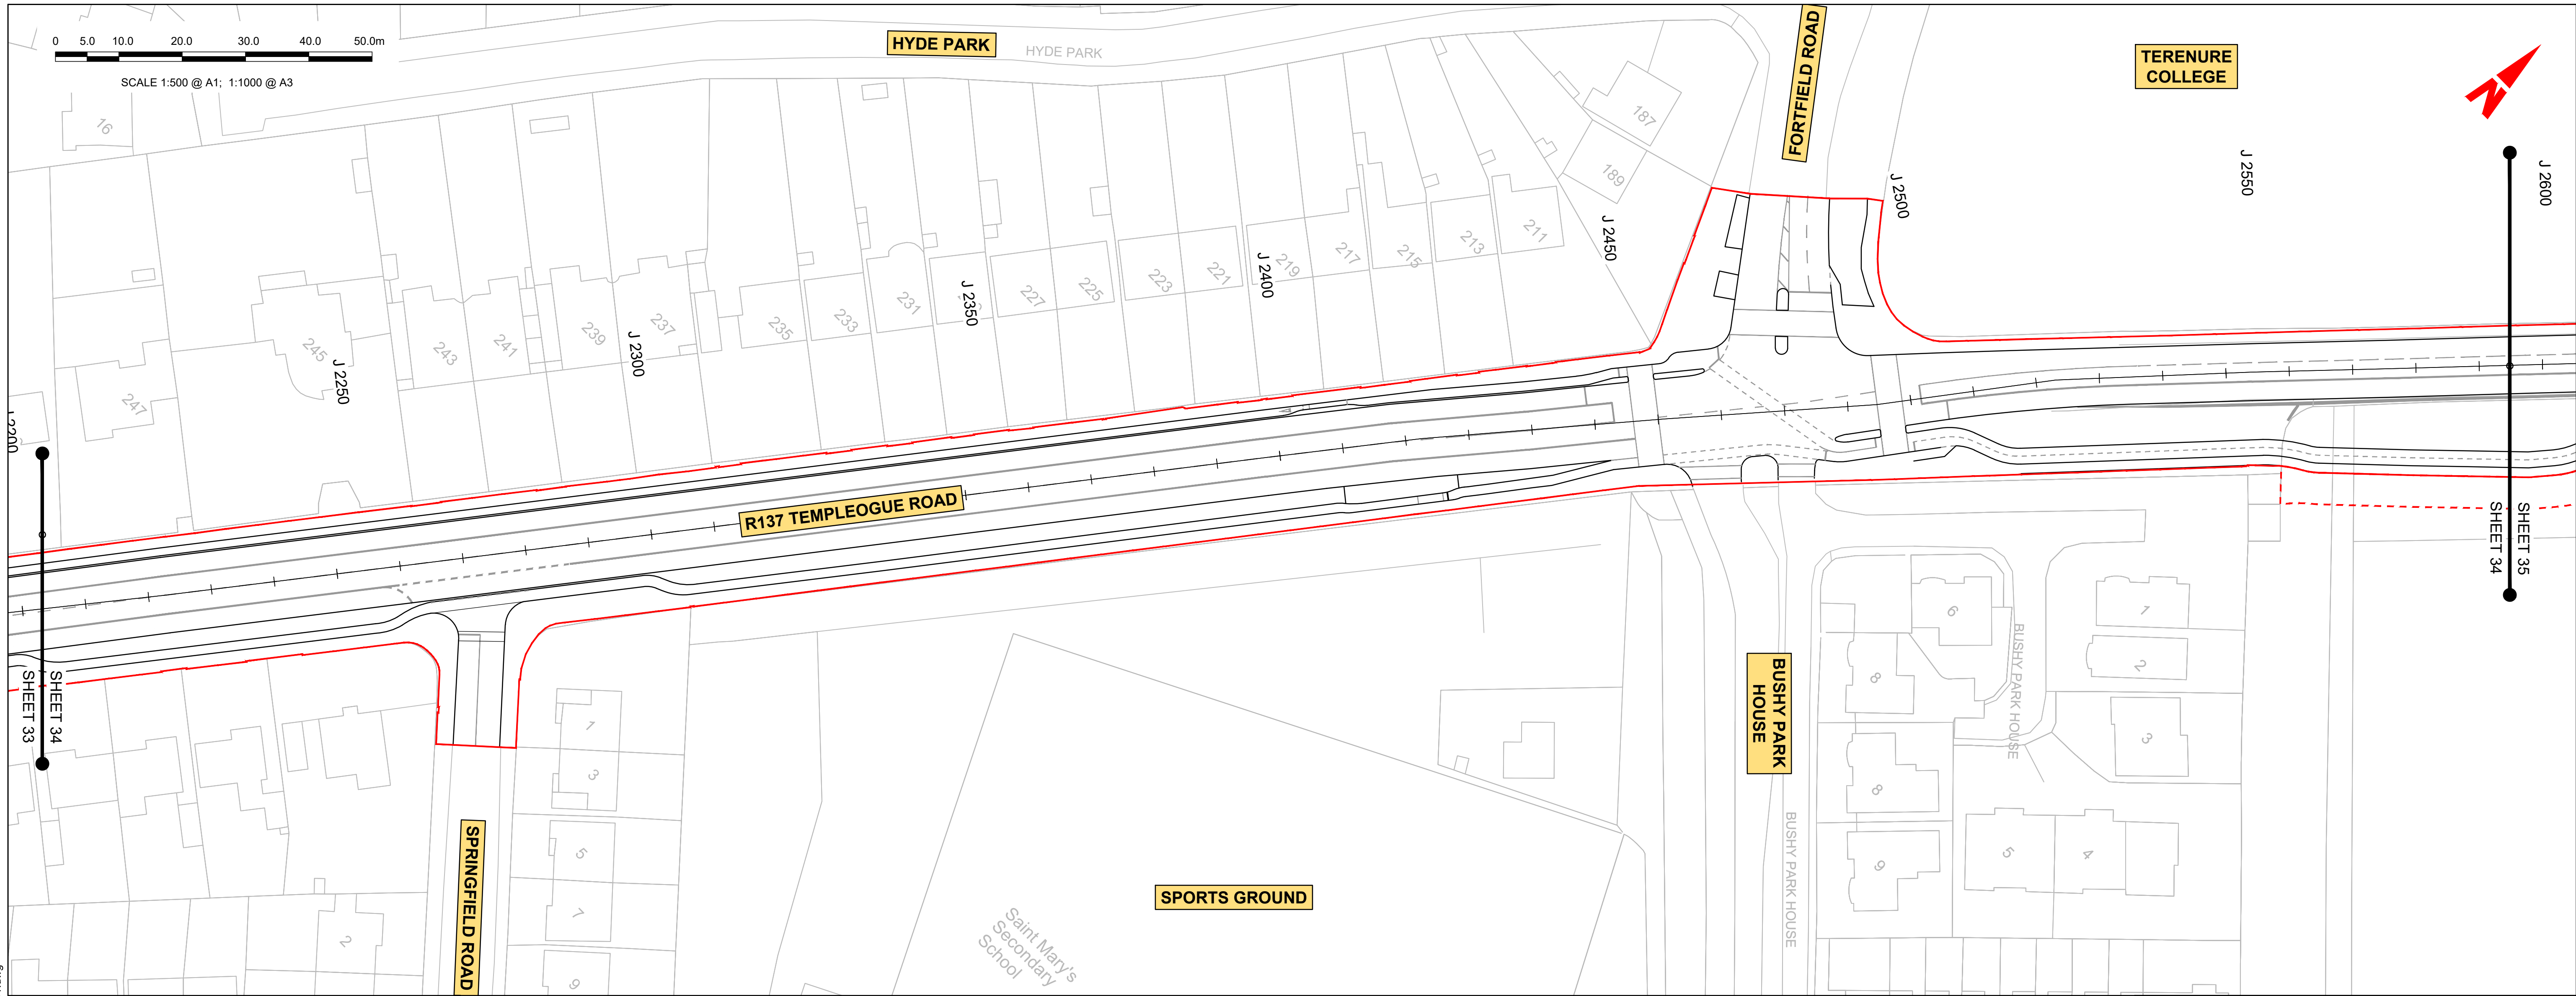 0 5.0 10.0 20.0 30.0 40.0 50.0m
SCALE 1:500 @ A1; 1:1000 @ A3
HYDE PARK
HYDE PARK
FORTFIELD ROAD
TERENURE
COLLEGE
N
16
187
189
J 2500
J 2550
J 2600
J 2450
211
213
215
217
219
J 2400
221
223
225
227
J 2350
231
233
235
237
J 2300
239
241
243
J 2250
245
247
R137 TEMPLEOGUE ROAD
SHEET 34
SHEET 33
SHEET 35
SHEET 34
SPRINGFIELD ROAD
1
3
5
7
9
2
SPORTS GROUND
Saint Mary's
Secondary
School
BUSHY PARK
HOUSE
BUSHY PARK HOUSE
BUSHY PARK HOUSE
6
8
8
9
1
2
3
4
5